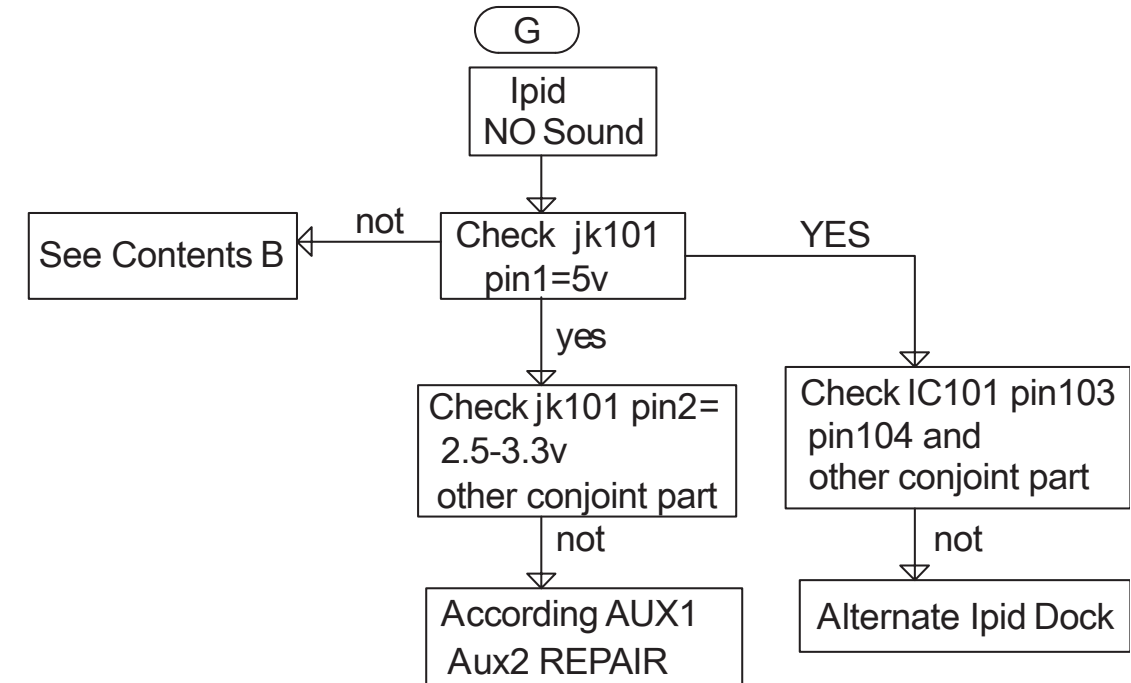 G
Ipid
NO Sound
not
Check jk101
pin1=5v
YES
See Contents B
yes
Check jk101 pin2=
2.5-3.3v
other conjoint part
Check IC101 pin103
pin104 and
other conjoint part
not
not
According AUX1
Aux2 REPAIR
Alternate Ipid Dock